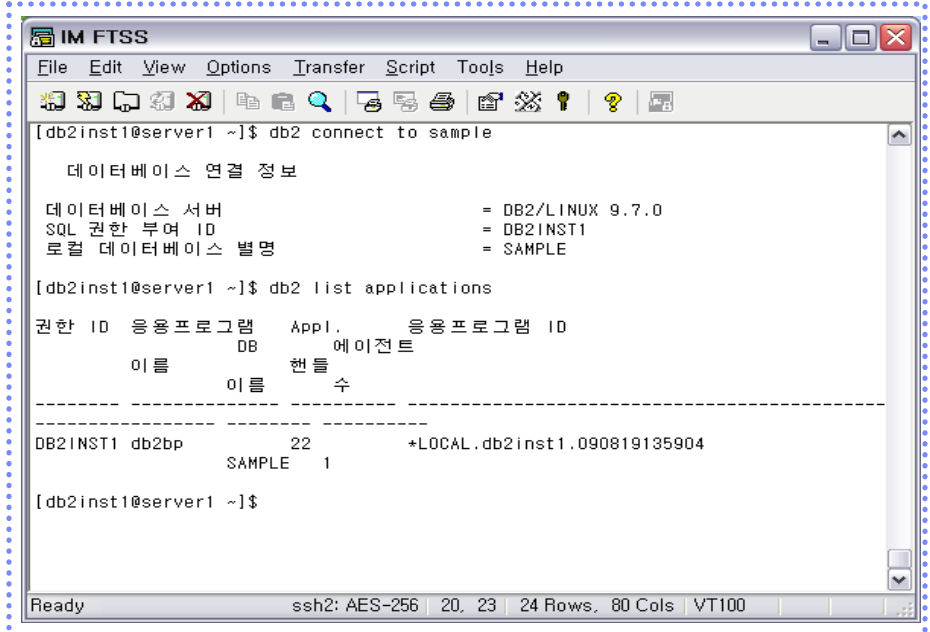 IM FTSS
File Edit View Options Transfer Script Tools Help
[db2inst1@server1 ~]$ db2 connect to sample
데이터베이스 연결 정보
데이터베이스 서버 = DB2/LINUX 9.7.0
SQL 권한 부여 ID = DB2INST1
로컬 데이터베이스 별명 = SAMPLE
[db2inst1@server1 ~]$ db2 list applications
권한 ID 응용프로그램 Appl. 응용프로그램 ID
DB 에이전트
이름 핸들
이름 수
-------- -------------- ---------- ---------------------------------------------
----------------- -------- ----------
DB2INST1 db2bp 22 *LOCAL.db2inst1.090819135904
SAMPLE 1
[db2inst1@server1 ~]$
Ready ssh2: AES-256 20, 23 24 Rows, 80 Cols VT100